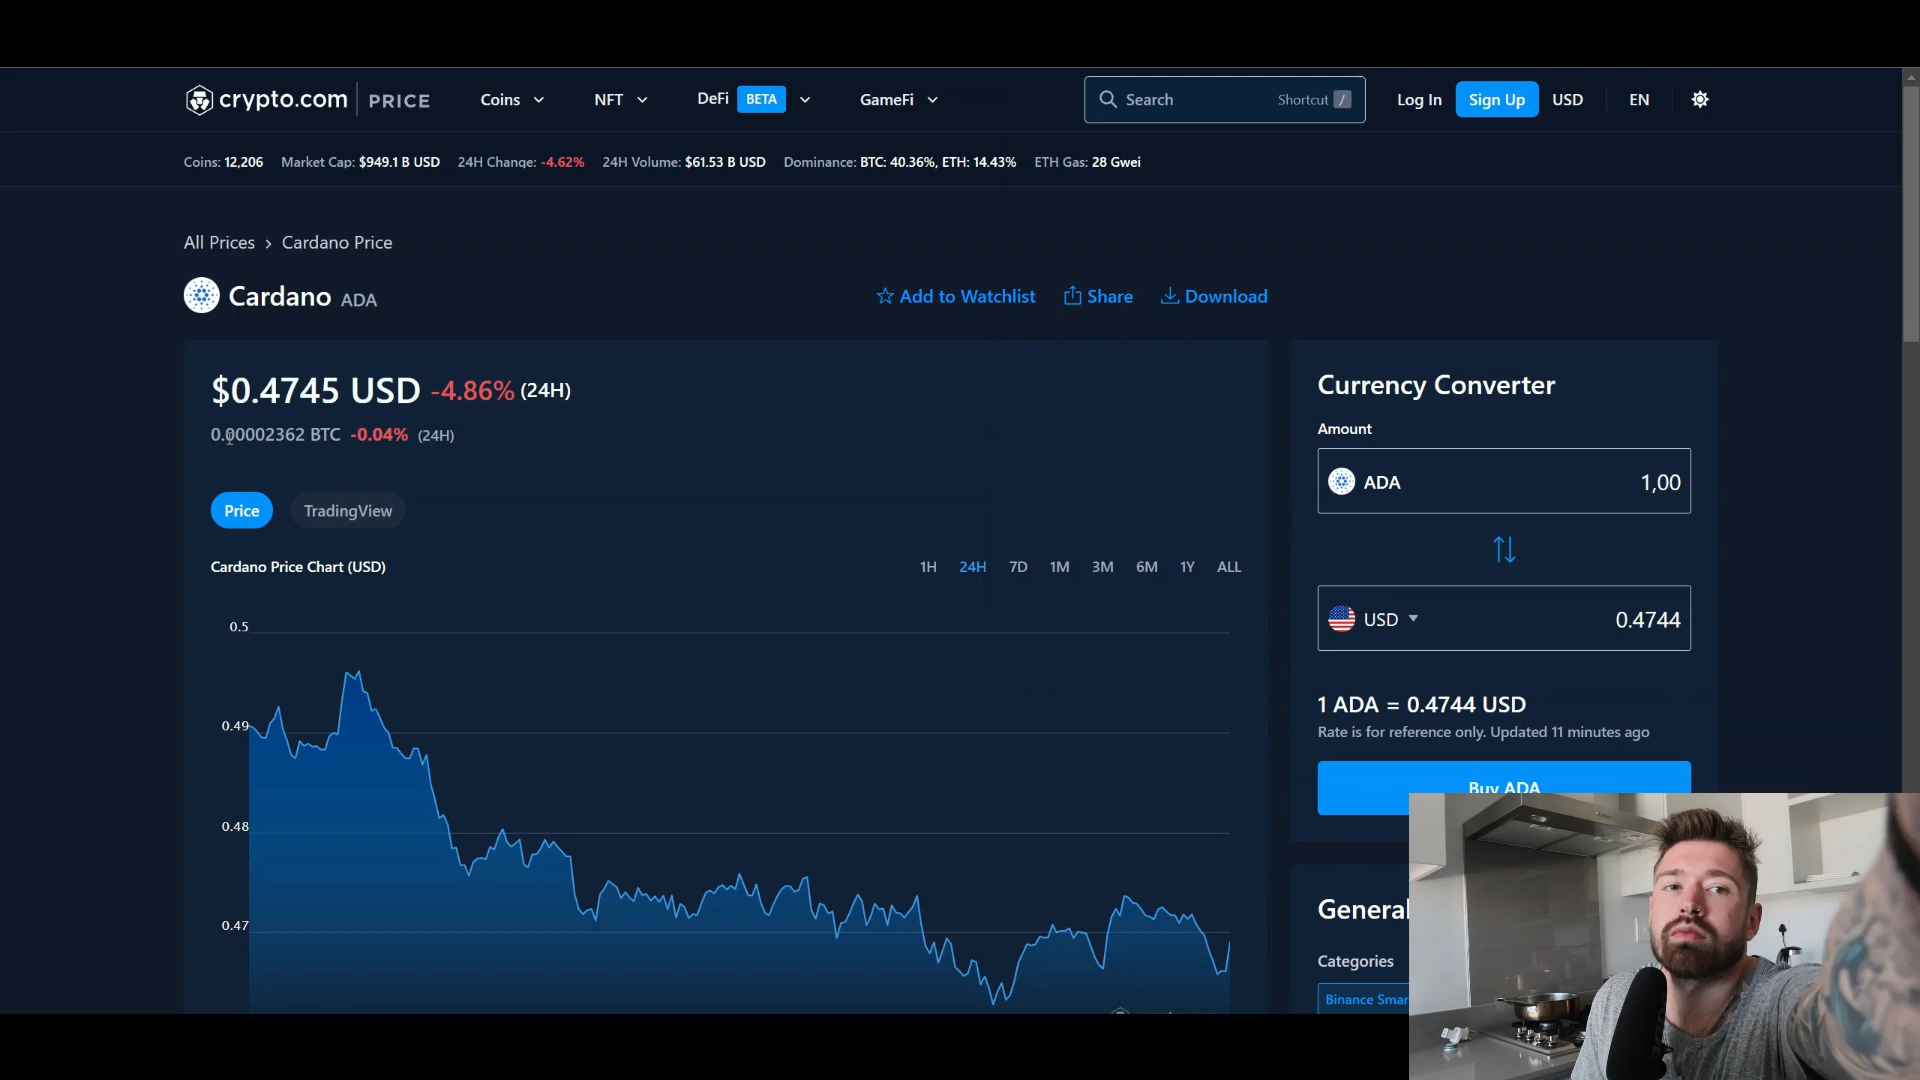 crypto.com PRICE Coins NFT DeFi BETA GameFi Search Shortcut / Log In Sign Up USD EN
Coins: 12,206 Market Cap: $949.1 B USD 24H Change: -4.62% 24H Volume: $61.53 B USD Dominance: BTC: 40.36%, ETH: 14.43% ETH Gas: 28 Gwei
All Prices › Cardano Price
Cardano ADA
Add to Watchlist Share Download
$0.4745 USD -4.86% (24H)
0.00002362 BTC -0.04% (24H)
Price TradingView
Cardano Price Chart (USD)
1H 24H 7D 1M 3M 6M 1Y ALL
0.5
0.49
0.48
0.47
Currency Converter
Amount
ADA 1,00
USD 0.4744
1 ADA = 0.4744 USD
Rate is for reference only. Updated 11 minutes ago
Buy ADA
General
Categories
Binance Smar